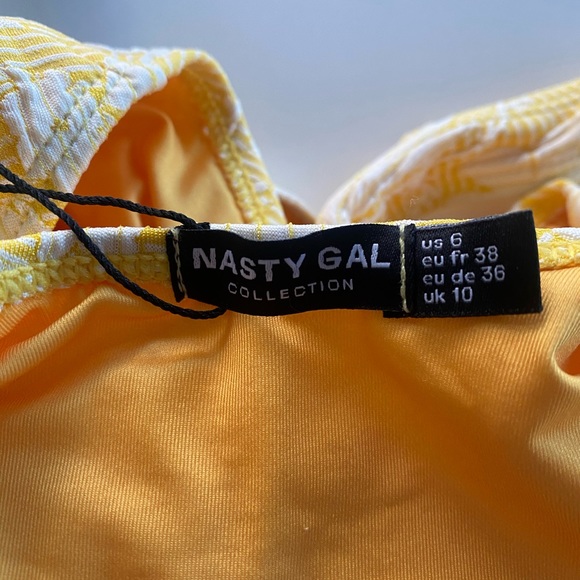 NASTY GAL
COLLECTION
us 6
eu fr 38
eu de 36
uk 10